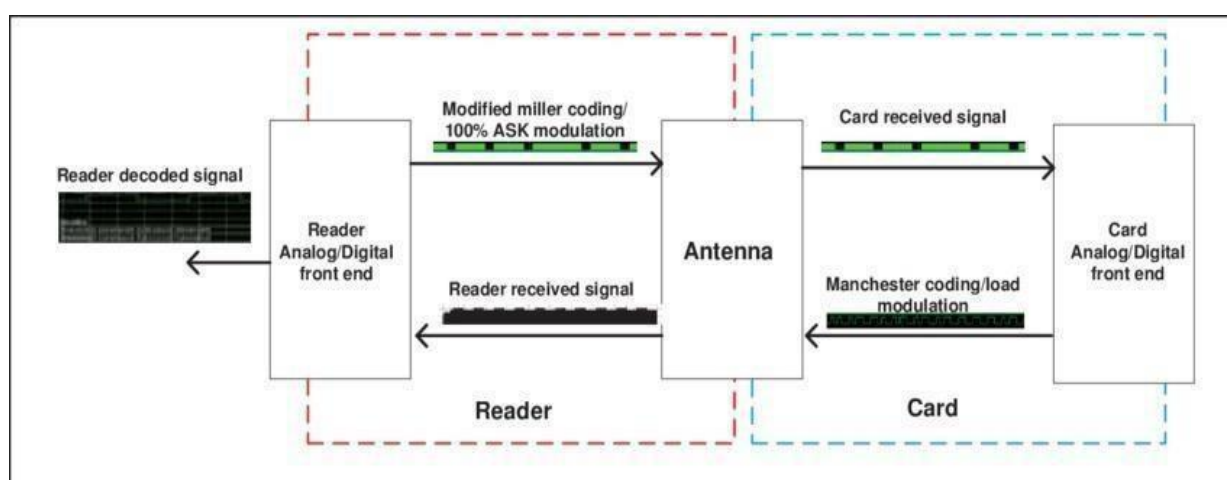 Modified miller coding/
100% ASK modulation
Card received signal
Reader decoded signal
Reader
Analog/Digital
front end
Antenna
Card
Analog/Digital
front end
Reader received signal
Manchester coding/load
modulation
Reader
Card